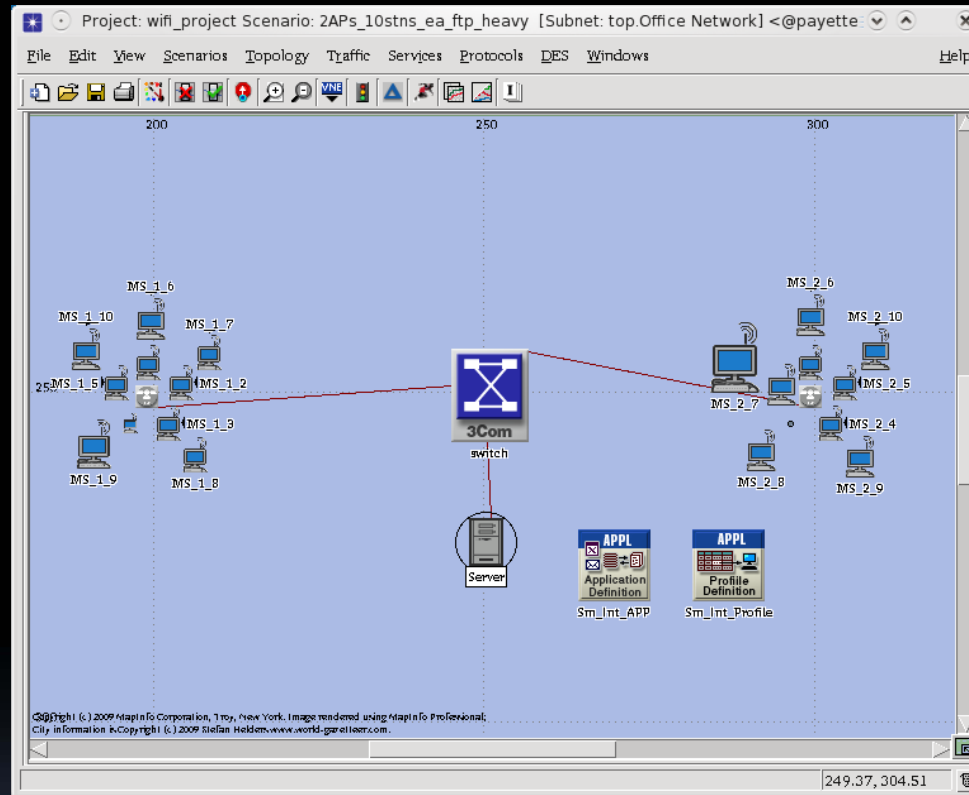 Project: wifi_project Scenario: 2APs_10stns_ea_ftp_heavy [Subnet: top.Office Network] <@payette
File Edit View Scenarios Topology Traffic Services Protocols DES Windows Help
VNE
200 250 300
MS_1_6
MS_2_6
MS_1_10
MS_1_7
MS_2_10
MS_1_5
MS_1_2
MS_2_5
MS_2_7
MS_1_3
MS_2_4
3Com
switch
MS_1_9
MS_1_8
MS_2_8
MS_2_9
Server
APPL
Application
Definition
Sm_Int_APP
APPL
Profile
Definition
Sm_Int_Profile
Copyright (c) 2009 MapInfo Corporation, Troy, New York. Image rendered using MapInfo Professional;
City information is Copyright (c) 2009 Stefan Helders www.world-gazetteer.com.
249.37, 304.51